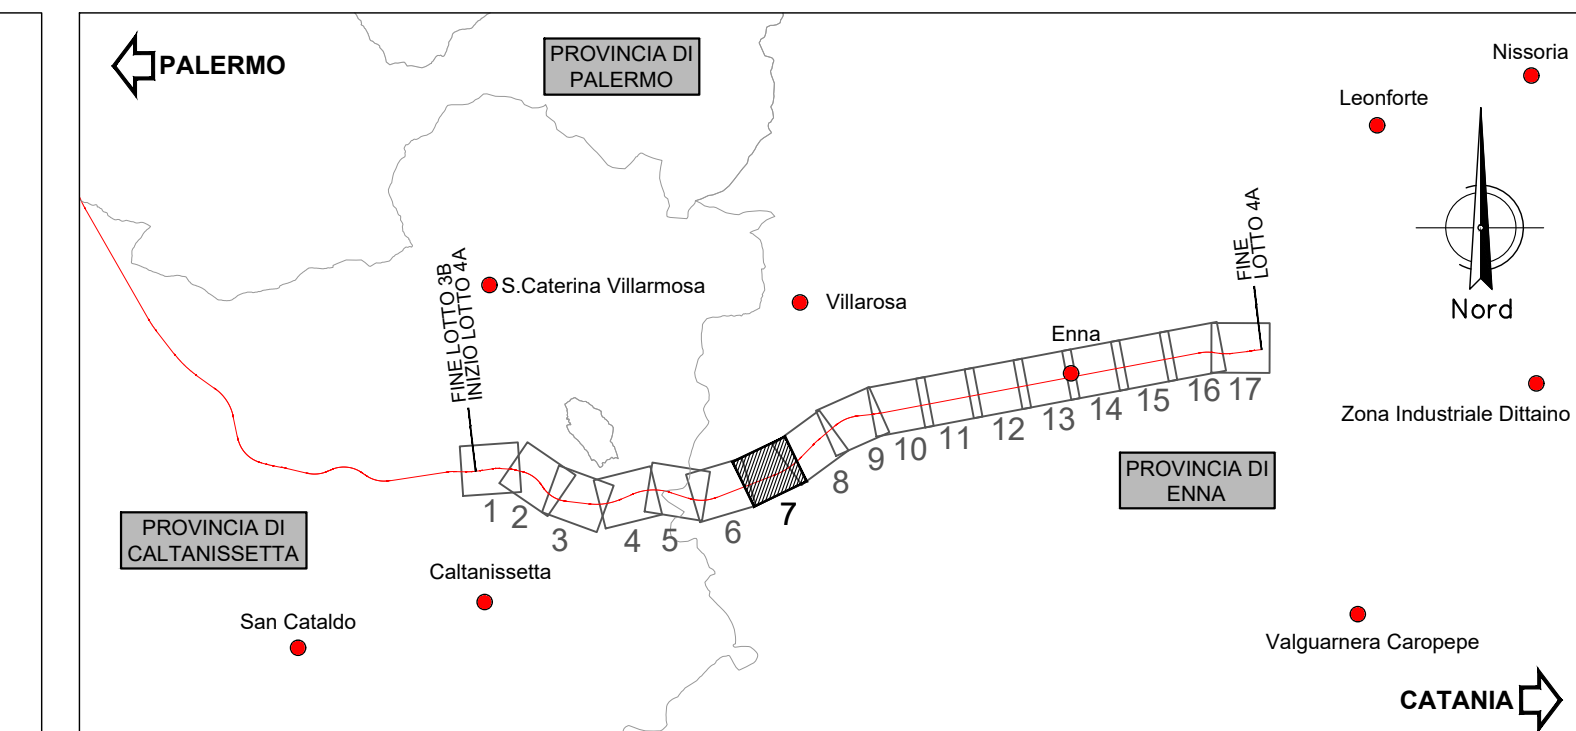 PALERMO
PROVINCIA DI
PALERMO
Nissoria
Leonforte
Nord
FINE
LOTTO 4A
FINE LOTTO 3B
INIZIO LOTTO 4A
S.Caterina Villarmosa
Villarosa
Enna
Zona Industriale Dittaino
1
2
3
4
5
6
7
8
9
10
11
12
13
14
15
16
17
PROVINCIA DI
ENNA
PROVINCIA DI
CALTANISSETTA
Caltanissetta
San Cataldo
Valguarnera Caropepe
CATANIA